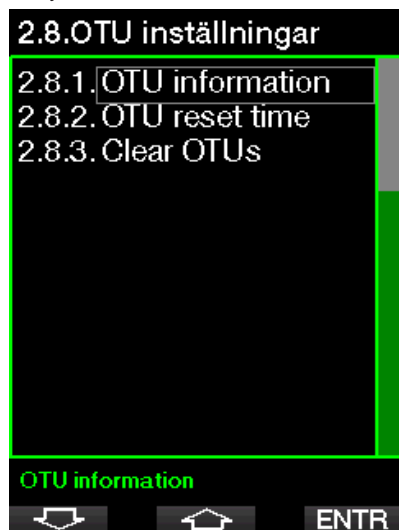 2.8.OTU inställningar
2.8.1. OTU information
2.8.2. OTU reset time
2.8.3. Clear OTUs
OTU information
ENTR